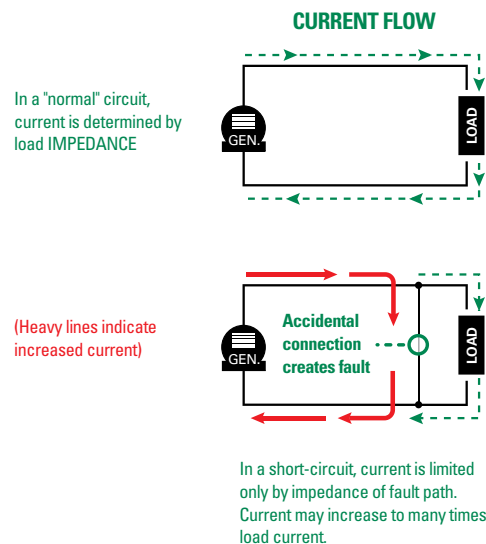 CURRENT FLOW
In a "normal" circuit,
current is determined by
load IMPEDANCE
GEN.
LOAD
(Heavy lines indicate
increased current)
GEN.
Accidental
connection
creates fault
LOAD
In a short-circuit, current is limited
only by impedance of fault path.
Current may increase to many times
load current.